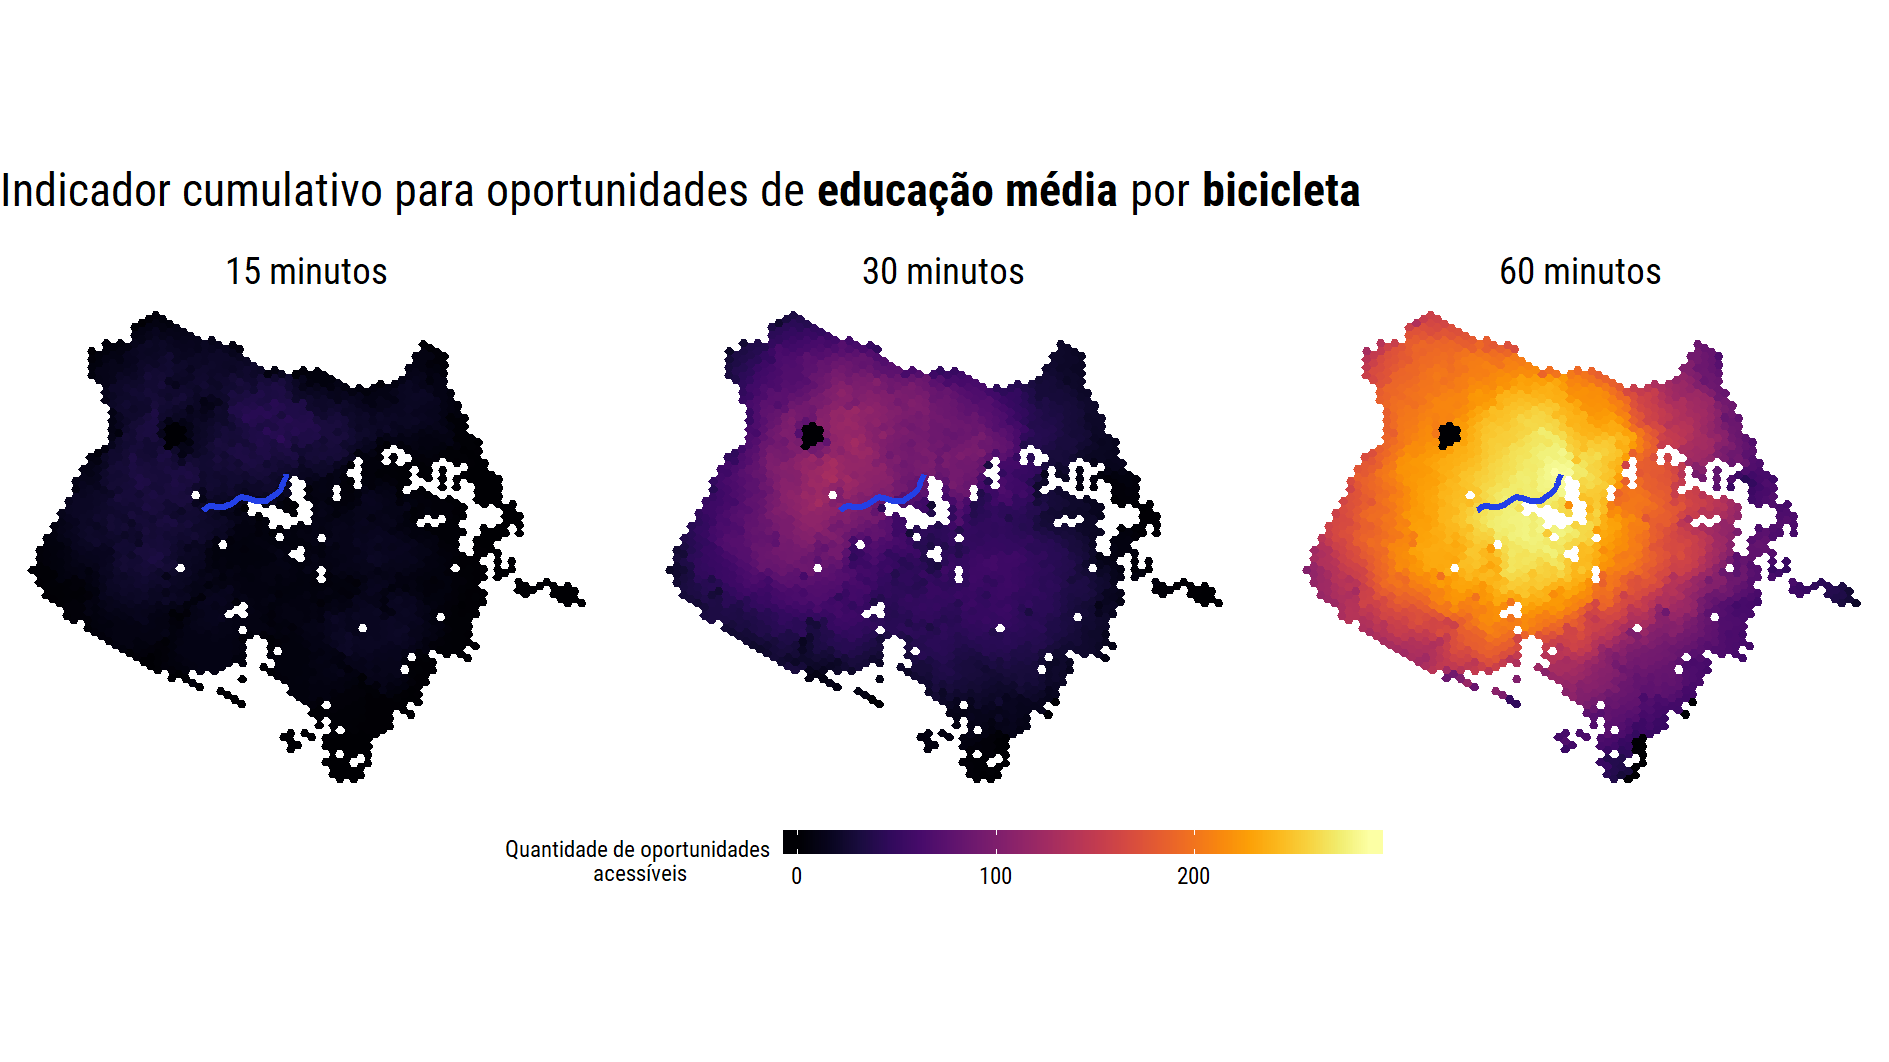 Indicador cumulativo para oportunidades de educação média por bicicleta
15 minutos
30 minutos
60 minutos
Quantidade de oportunidades
acessíveis
0
100
200